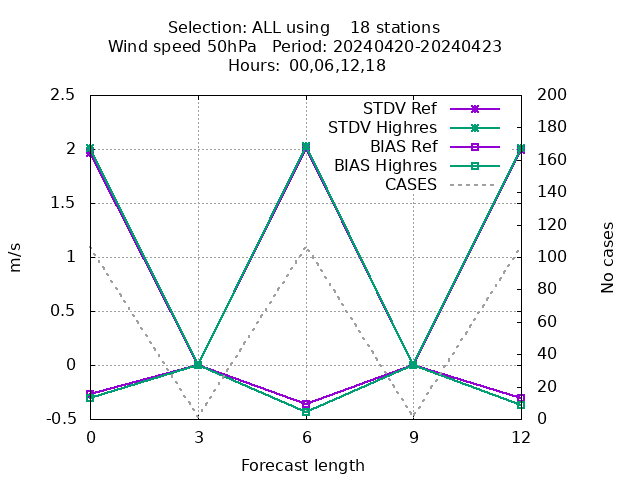 Selection: ALL using    18 stations
Wind speed 50hPa   Period: 20240420-20240423
Hours: 00,06,12,18
STDV Ref
STDV Highres
BIAS Ref
BIAS Highres
CASES
2.5
2
1.5
1
0.5
0
-0.5
200
180
160
140
120
100
80
60
40
20
0
m/s
No cases
0 3 6 9 12
Forecast length